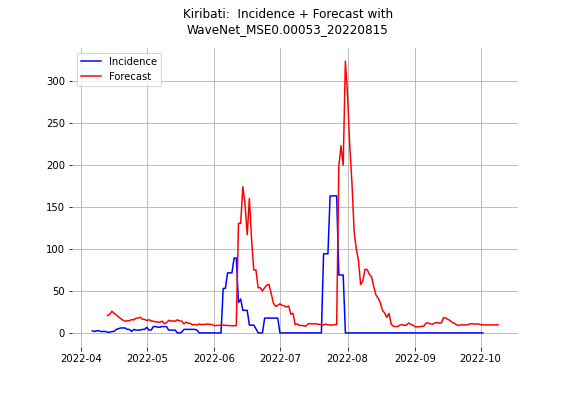 Kiribati:  Incidence + Forecast with
WaveNet_MSE0.00053_20220815
Incidence
Forecast
300
250
200
150
100
50
0
2022-04 2022-05 2022-06 2022-07 2022-08 2022-09 2022-10